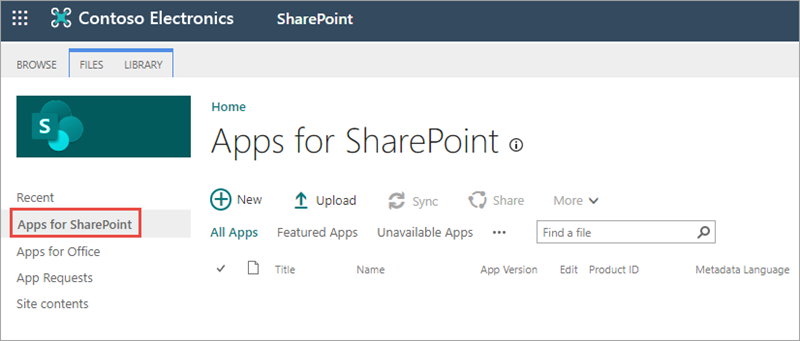 Contoso Electronics SharePoint
BROWSE FILES LIBRARY
S
Home
Apps for SharePoint
Recent
Apps for SharePoint
Apps for Office
App Requests
Site contents
New Upload Sync Share More
All Apps Featured Apps Unavailable Apps ••• Find a file
Title Name App Version Edit Product ID Metadata Language